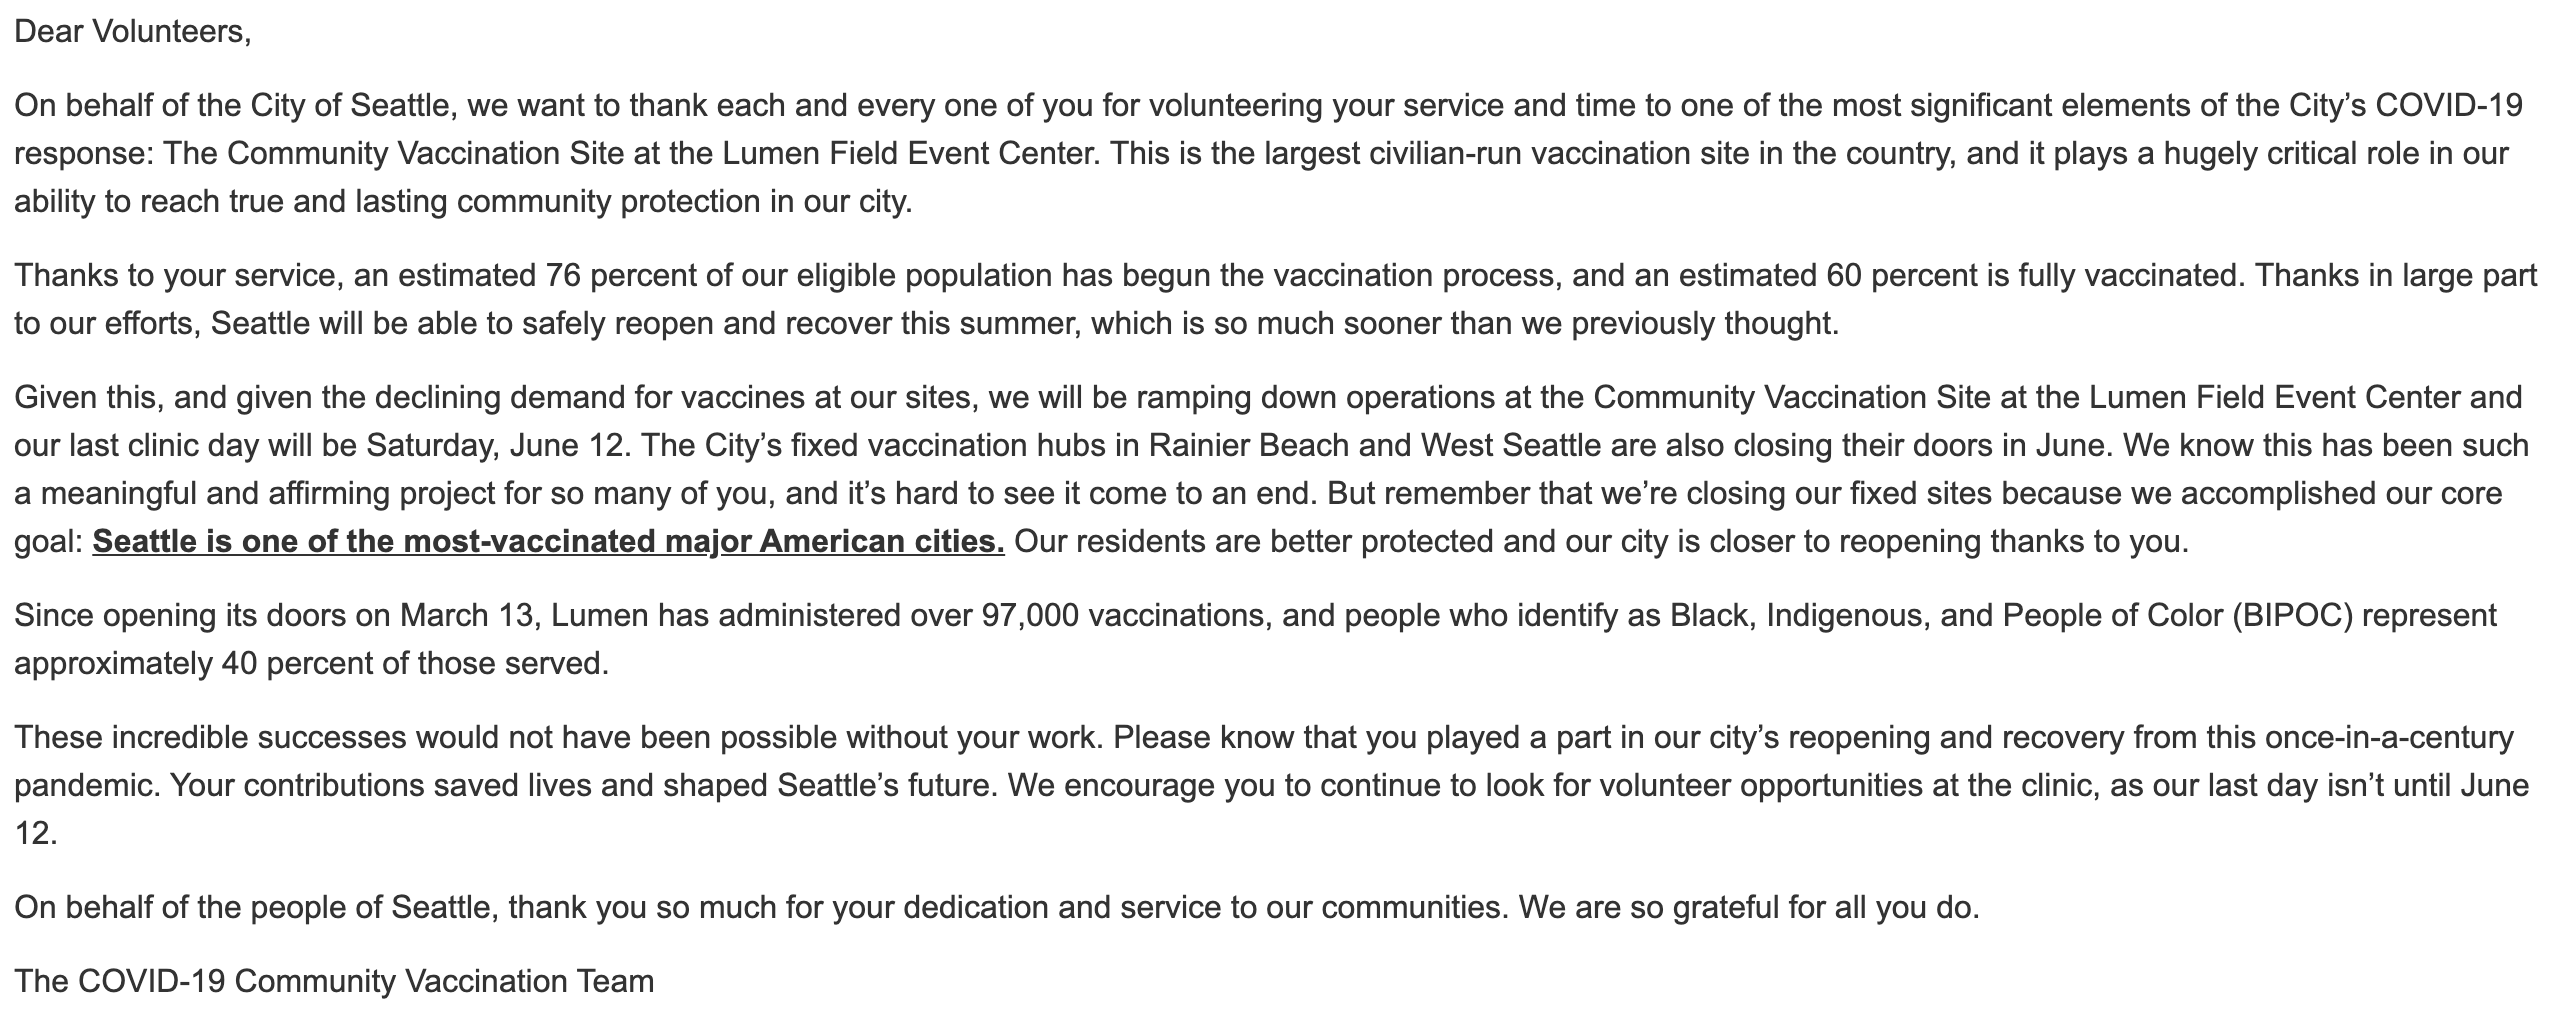 Dear Volunteers,
On behalf of the City of Seattle, we want to thank each and every one of you for volunteering your service and time to one of the most significant elements of the City’s COVID-19
response: The Community Vaccination Site at the Lumen Field Event Center. This is the largest civilian-run vaccination site in the country, and it plays a hugely critical role in our
ability to reach true and lasting community protection in our city.
Thanks to your service, an estimated 76 percent of our eligible population has begun the vaccination process, and an estimated 60 percent is fully vaccinated. Thanks in large part
to our efforts, Seattle will be able to safely reopen and recover this summer, which is so much sooner than we previously thought.
Given this, and given the declining demand for vaccines at our sites, we will be ramping down operations at the Community Vaccination Site at the Lumen Field Event Center and
our last clinic day will be Saturday, June 12. The City’s fixed vaccination hubs in Rainier Beach and West Seattle are also closing their doors in June. We know this has been such
a meaningful and affirming project for so many of you, and it’s hard to see it come to an end. But remember that we’re closing our fixed sites because we accomplished our core
goal: Seattle is one of the most-vaccinated major American cities. Our residents are better protected and our city is closer to reopening thanks to you.
Since opening its doors on March 13, Lumen has administered over 97,000 vaccinations, and people who identify as Black, Indigenous, and People of Color (BIPOC) represent
approximately 40 percent of those served.
These incredible successes would not have been possible without your work. Please know that you played a part in our city’s reopening and recovery from this once-in-a-century
pandemic. Your contributions saved lives and shaped Seattle’s future. We encourage you to continue to look for volunteer opportunities at the clinic, as our last day isn’t until June
12.
On behalf of the people of Seattle, thank you so much for your dedication and service to our communities. We are so grateful for all you do.
The COVID-19 Community Vaccination Team